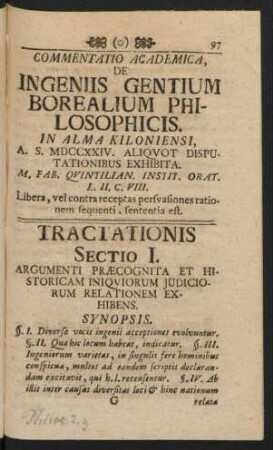 (o) 97
COMMENTATIO ACADEMICA,
DE
INGENIIS GENTIUM
BOREALIUM PHI-
LOSOPHICIS.
IN ALMA KILONIENSI,
A. S. MDCCXXIV. ALIQVOT DISPU-
TATIONIBUS EXHIBITA.
M. FAB. QVINTILIAN. INSTIT. ORAT.
L. II. C. VIII.
Libera, vel contra receptas persvasiones ratio-
nem sequenti, sententia est.
TRACTATIONIS
SECTIO I.
ARGUMENTI PRÆCOGNITA ET HI-
STORICAM INIQVIORUM JUDICIO-
RUM RELATIONEM EX-
HIBENS.
SYNOPSIS.
§. I. Diversæ vocis ingenii acceptiones evolvuntur.
§. II. Quæ hic locum habeat, indicatur. §. III.
Ingeniorum varietas, in singulis fere hominibus
conspicua, multos ad eandem scriptis declaran-
dam excitavit, qui h. l. recensentur. §. IV. Ab
illis inter causas diversitas loci & hinc nationum
G relata